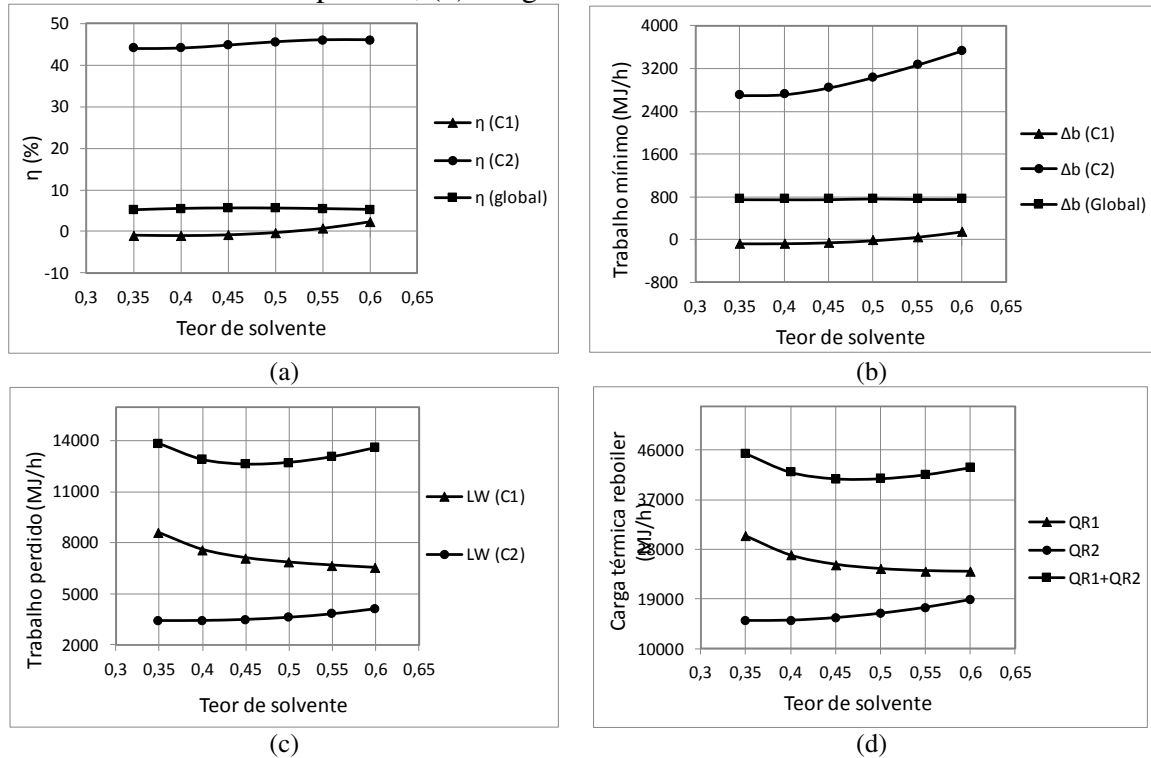 50
40
30
20
10
0
-10
η (%)
0,3 0,35 0,4 0,45 0,5 0,55 0,6 0,65
Teor de solvente
η (C1)
η (C2)
η (global)
(a)
4000
3200
2400
1600
800
0
-800
Trabalho mínimo (MJ/h)
0,3 0,35 0,4 0,45 0,5 0,55 0,6 0,65
Teor de solvente
Δb (C1)
Δb (C2)
Δb (Global)
(b)
14000
11000
8000
5000
2000
Trabalho perdido (MJ/h)
0,3 0,35 0,4 0,45 0,5 0,55 0,6 0,65
Teor de solvente
LW (C1)
LW (C2)
(c)
46000
37000
28000
19000
10000
Carga térmica reboiler
(MJ/h)
0,3 0,35 0,4 0,45 0,5 0,55 0,6 0,65
Teor de solvente
QR1
QR2
QR1+QR2
(d)